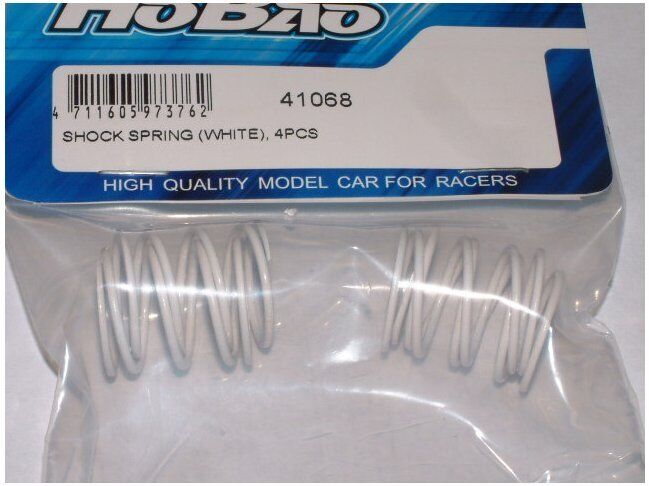 HOBAO
41068
4 711605 973762
SHOCK SPRING (WHITE), 4PCS
HIGH QUALITY MODEL CAR FOR RACERS